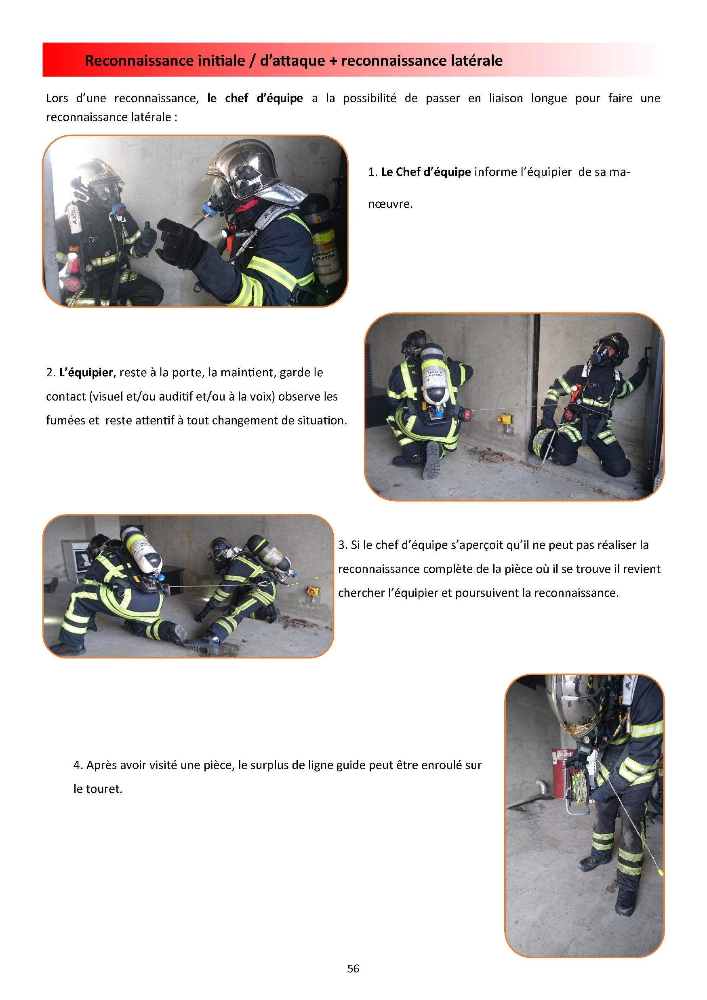 Reconnaissance initiale / d’attaque + reconnaissance latérale
Lors d’une reconnaissance, le chef d’équipe a la possibilité de passer en liaison longue pour faire une
reconnaissance latérale :
1. Le Chef d’équipe informe l’équipier  de sa ma-
nœuvre.
2. L’équipier, reste à la porte, la maintient, garde le
contact (visuel et/ou auditif et/ou à la voix) observe les
fumées et  reste attentif à tout changement de situation.
3. Si le chef d’équipe s’aperçoit qu’il ne peut pas réaliser la
reconnaissance complète de la pièce où il se trouve il revient
chercher l’équipier et poursuivent la reconnaissance.
Mobil
4. Après avoir visité une pièce, le surplus de ligne guide peut être enroulé sur
le touret.
56